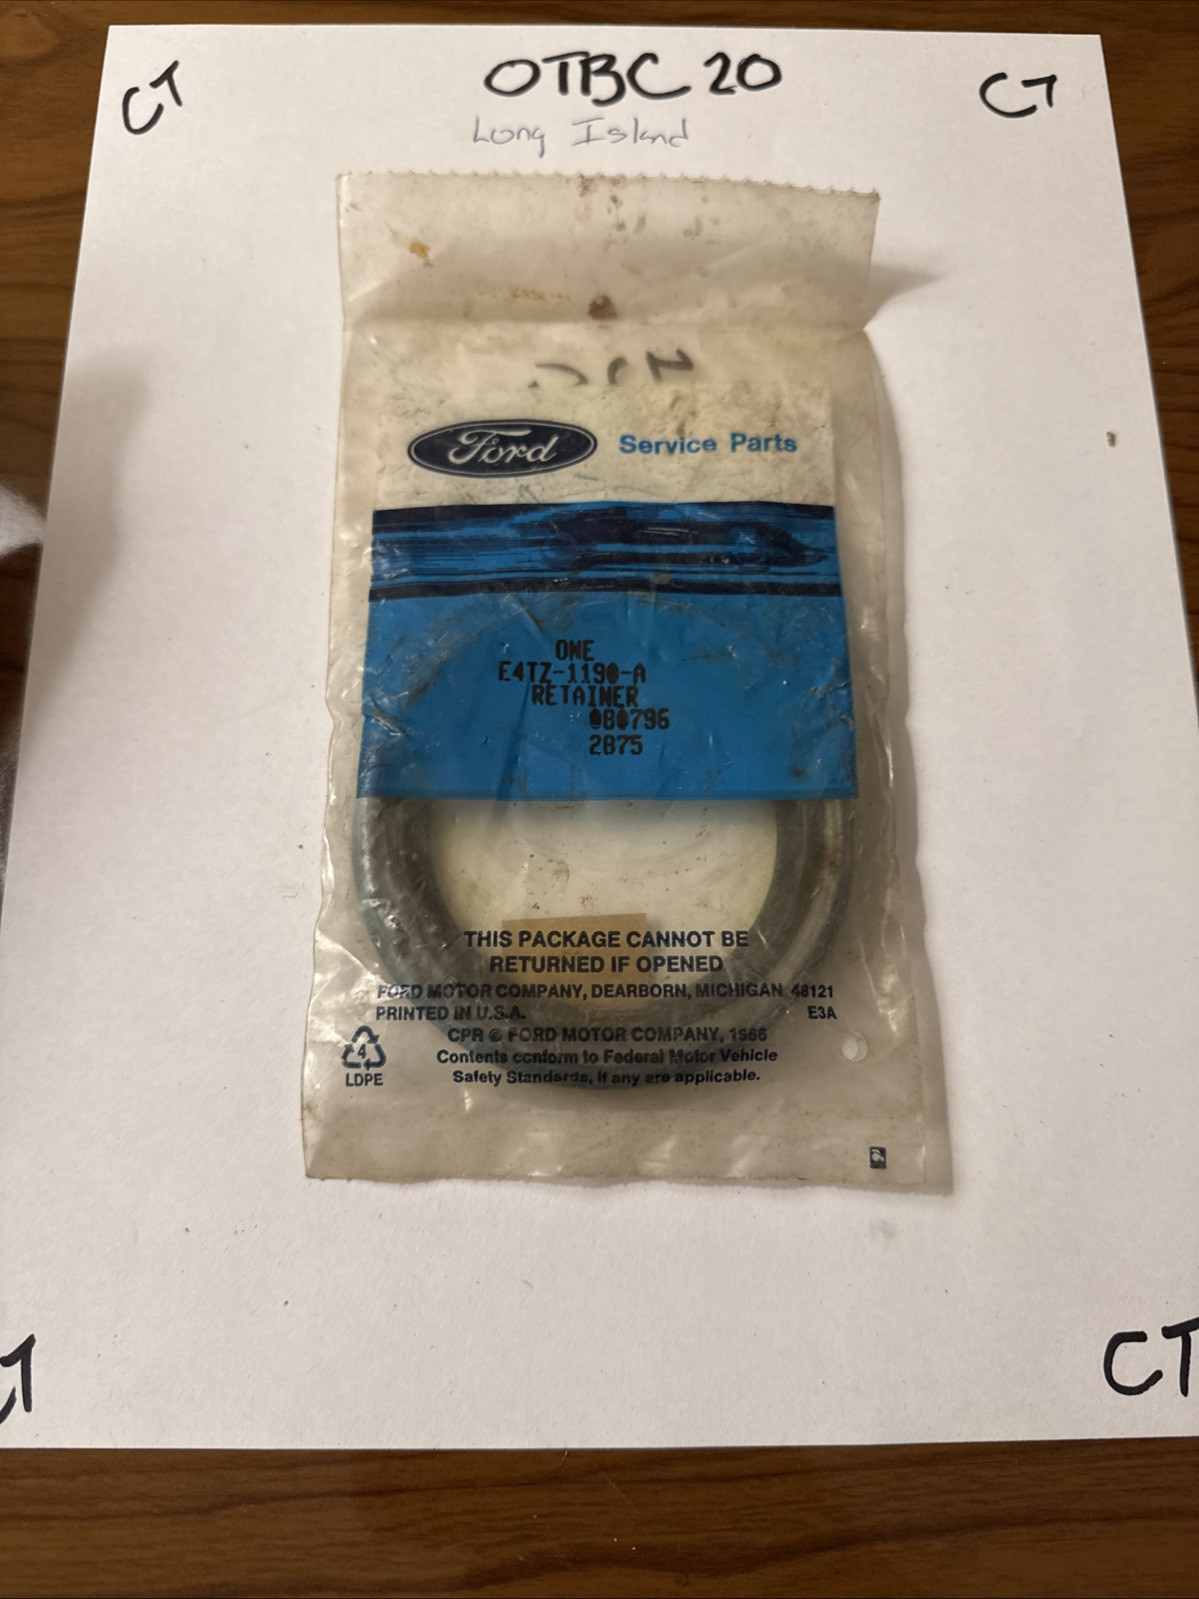 CT
OTBC 20
CT
Long Island
Ford Service Parts
ONE
E4TZ-1190-A
RETAINER
080796
2875
THIS PACKAGE CANNOT BE
RETURNED IF OPENED
FORD MOTOR COMPANY, DEARBORN, MICHIGAN 48121
PRINTED IN U.S.A. E3A
CPR © FORD MOTOR COMPANY, 1966
4
LDPE
Contents conform to Federal Motor Vehicle
Safety Standards, if any are applicable.
CT
CT